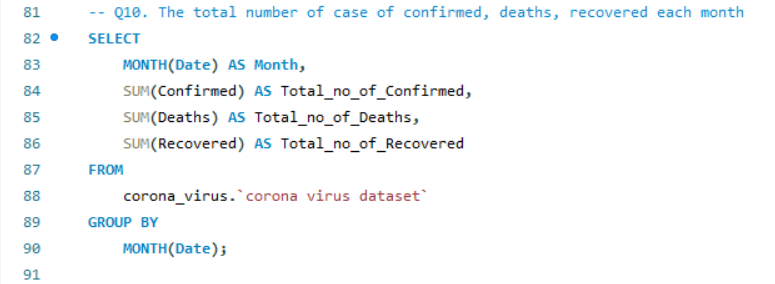 81 -- Q10. The total number of case of confirmed, deaths, recovered each month
82 SELECT
83 MONTH(Date) AS Month,
84 SUM(Confirmed) AS Total_no_of_Confirmed,
85 SUM(Deaths) AS Total_no_of_Deaths,
86 SUM(Recovered) AS Total_no_of_Recovered
87 FROM
88 corona_virus.`corona virus dataset`
89 GROUP BY
90 MONTH(Date);
91